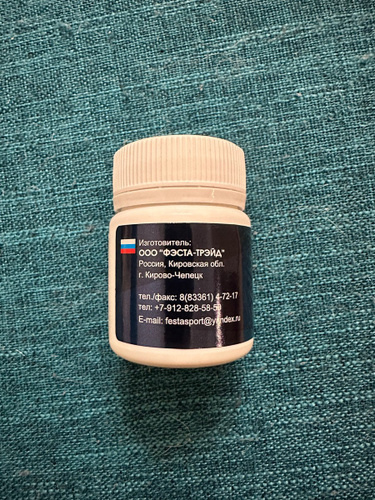 Изготовитель:
ООО "ФЭСТА-ТРЭЙД"
Россия, Кировская обл.
г. Кирово-Чепецк
тел./факс: 8(83361) 4-72-17
тел: +7-912-828-58-59
E-mail: festasport@yandex.ru